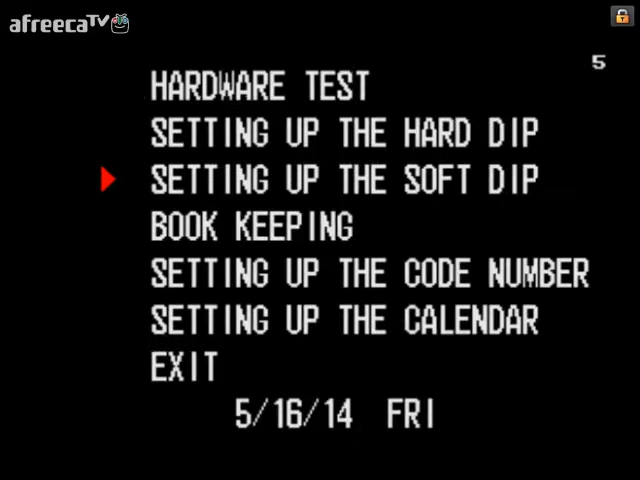 afreecaTV
5
HARDWARE TEST
SETTING UP THE HARD DIP
SETTING UP THE SOFT DIP
BOOK KEEPING
SETTING UP THE CODE NUMBER
SETTING UP THE CALENDAR
EXIT
5/16/14 FRI